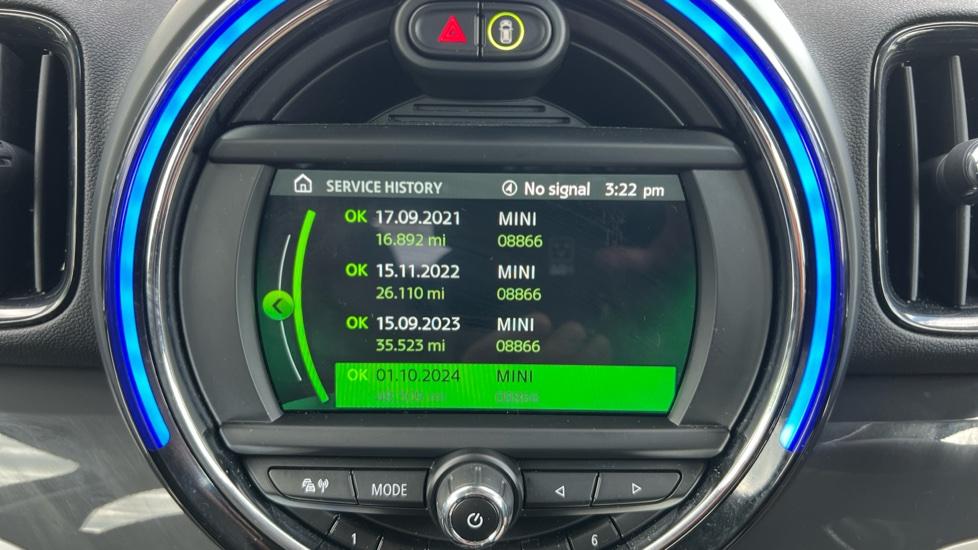 SERVICE HISTORY No signal 3:22 pm
OK 17.09.2021 MINI
16.892 mi 08866
OK 15.11.2022 MINI
26.110 mi 08866
OK 15.09.2023 MINI
35.523 mi 08866
OK 01.10.2024 MINI
MODE
1 6